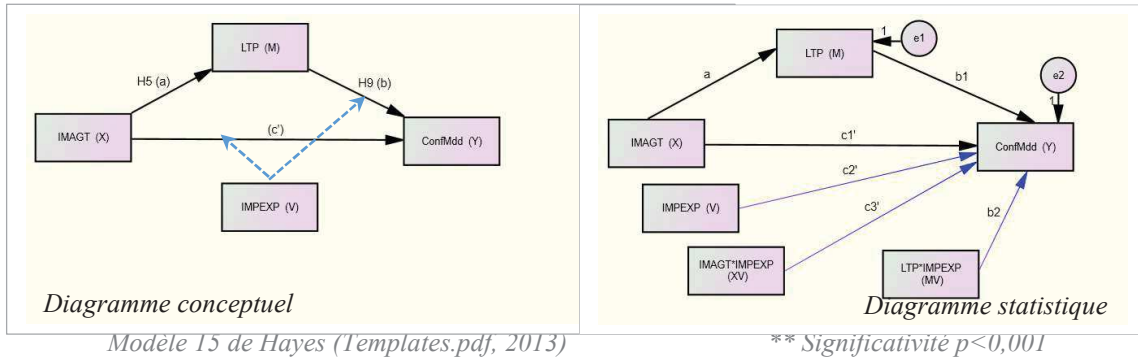 LTP (M)
H5 (a)
H9 (b)
(c')
IMAGT (X)
ConfMdd (Y)
IMPEXP (V)
Diagramme conceptuel
LTP (M)
1
e1
e2
a
b1
1
IMAGT (X)
c1'
ConfMdd (Y)
c2'
IMPEXP (V)
c3'
b2
IMAGT*IMPEXP
(XV)
LTP*IMPEXP
(MV)
Diagramme statistique
Modèle 15 de Hayes (Templates.pdf, 2013)
** Significativité p<0,001